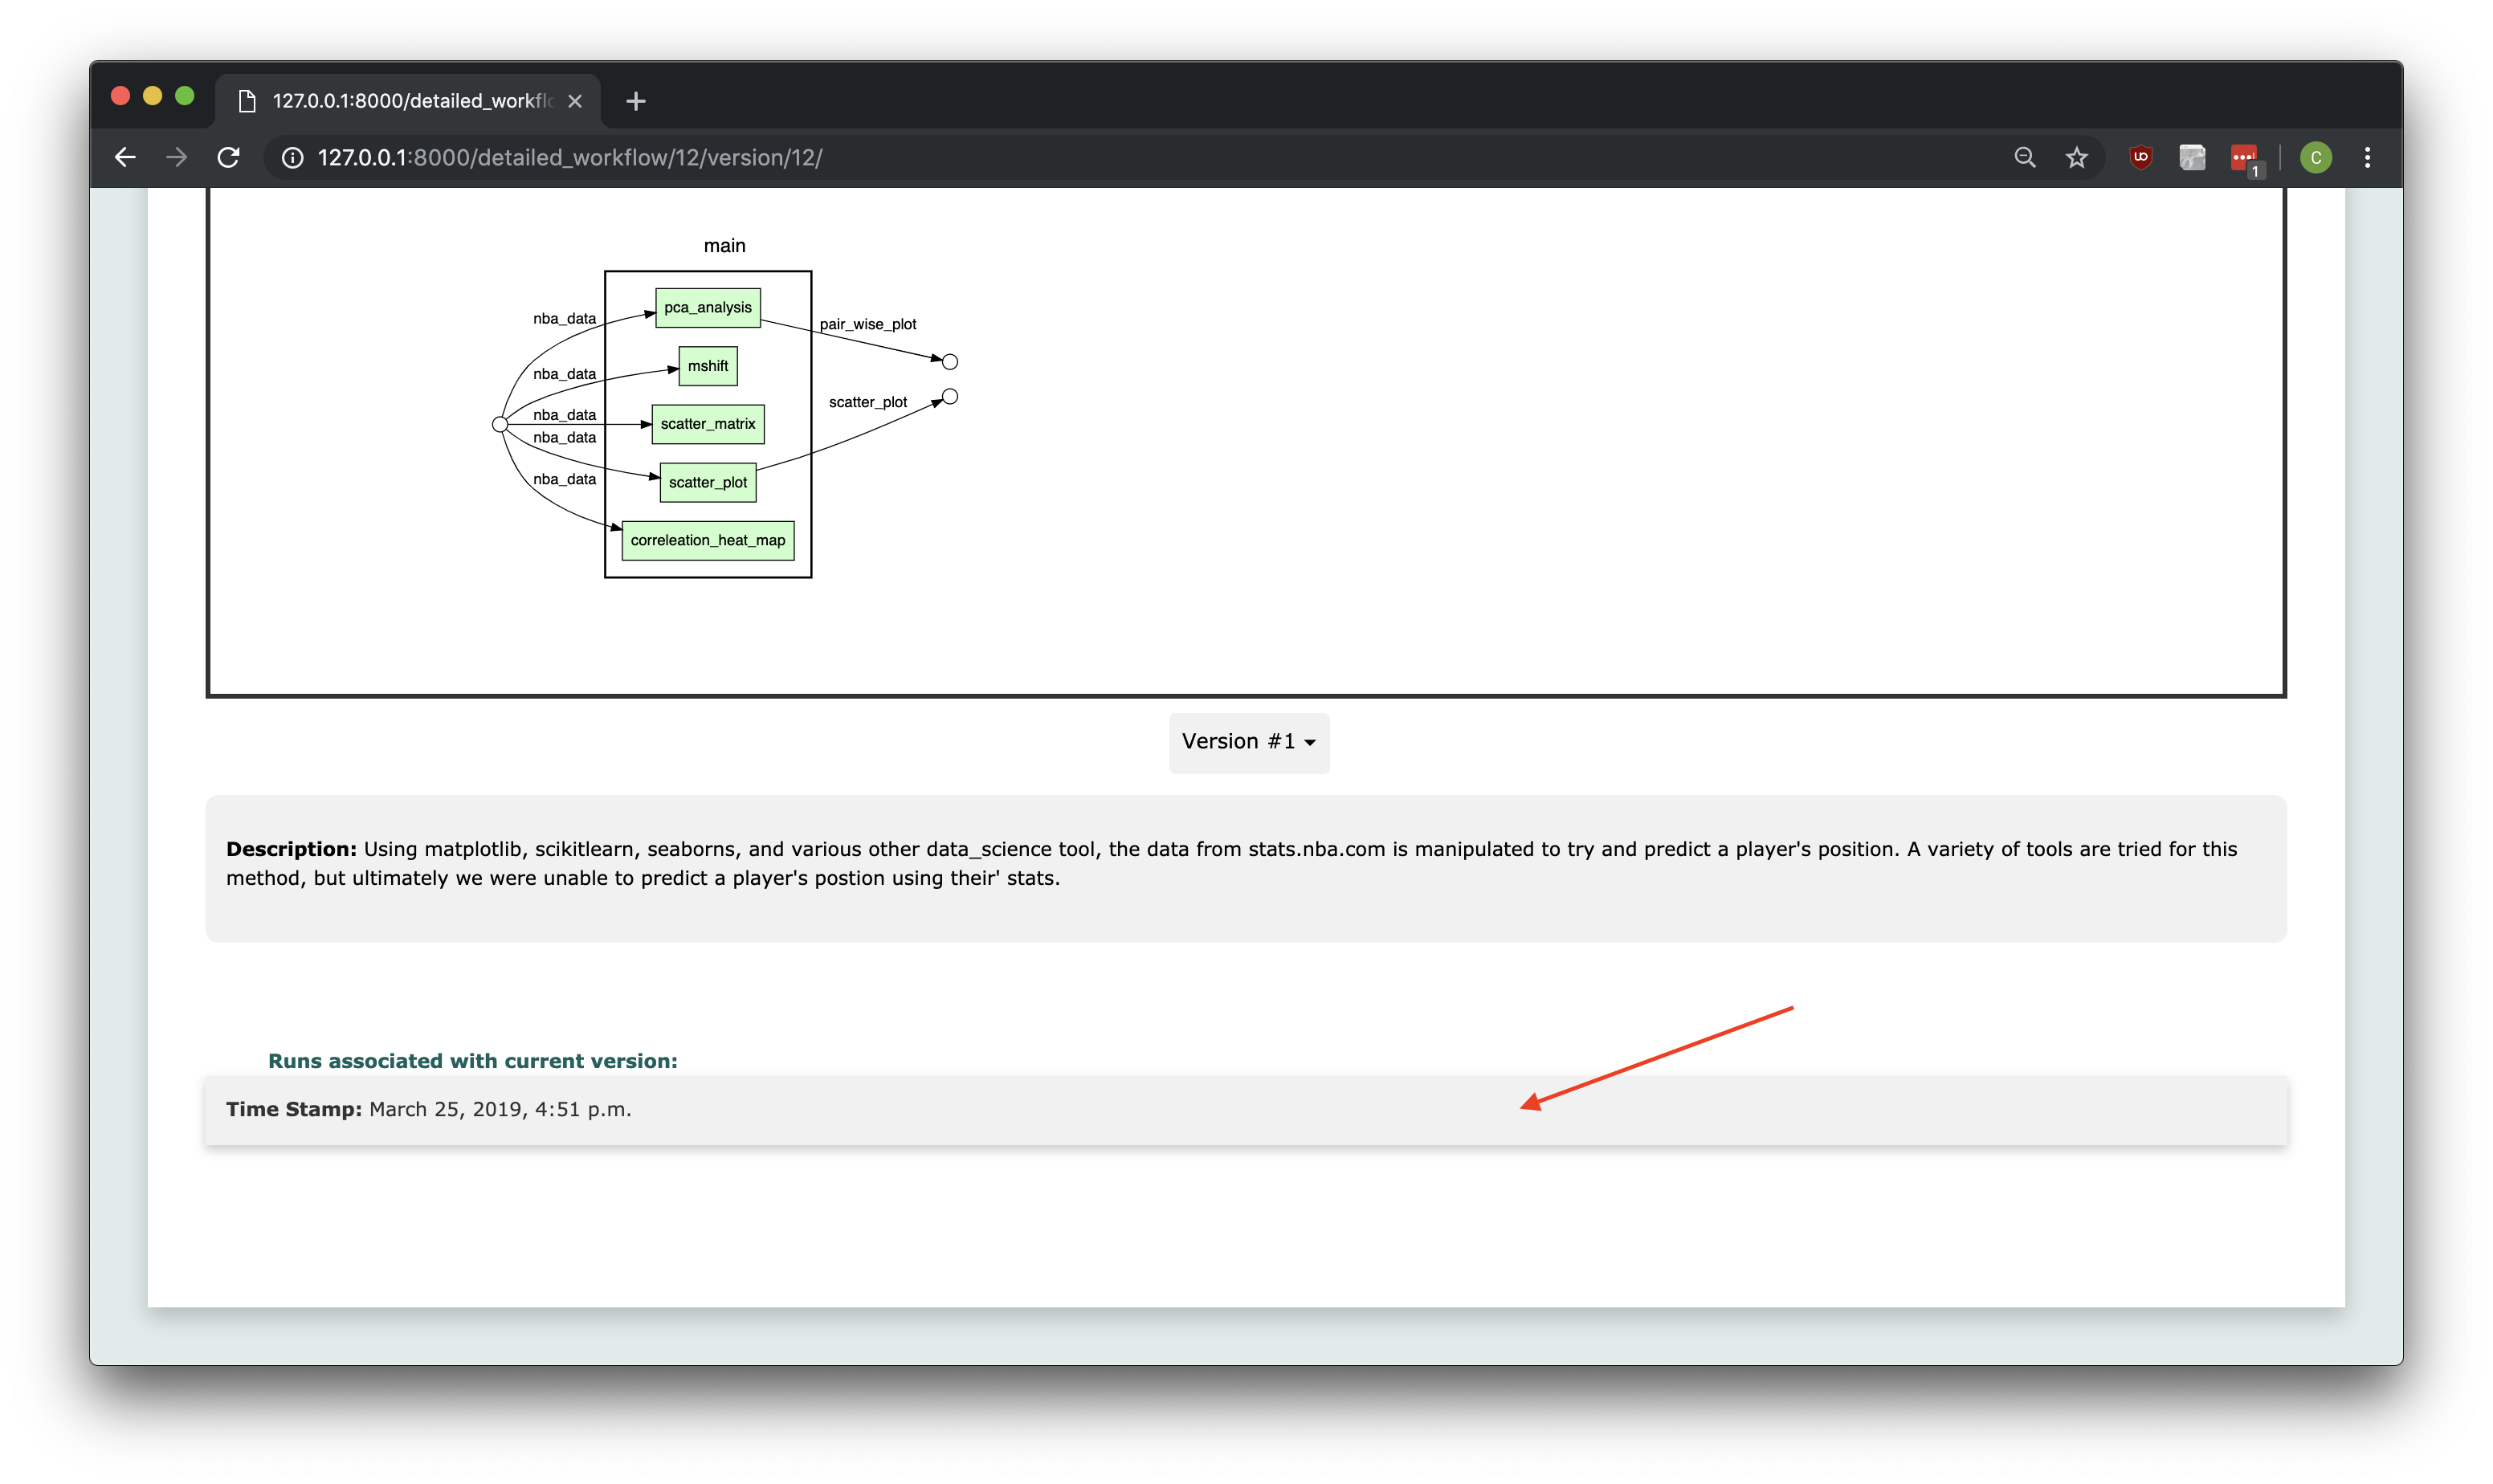 127.0.0.1:8000/detailed_workflo
127.0.0.1:8000/detailed_workflow/12/version/12/
1
C
main
pca_analysis
nba_data
pair_wise_plot
mshift
nba_data
scatter_plot
nba_data
scatter_matrix
nba_data
nba_data
scatter_plot
correleation_heat_map
Version #1
Description: Using matplotlib, scikitlearn, seaborns, and various other data_science tool, the data from stats.nba.com is manipulated to try and predict a player's position. A variety of tools are tried for this
method, but ultimately we were unable to predict a player's postion using their' stats.
Runs associated with current version:
Time Stamp: March 25, 2019, 4:51 p.m.